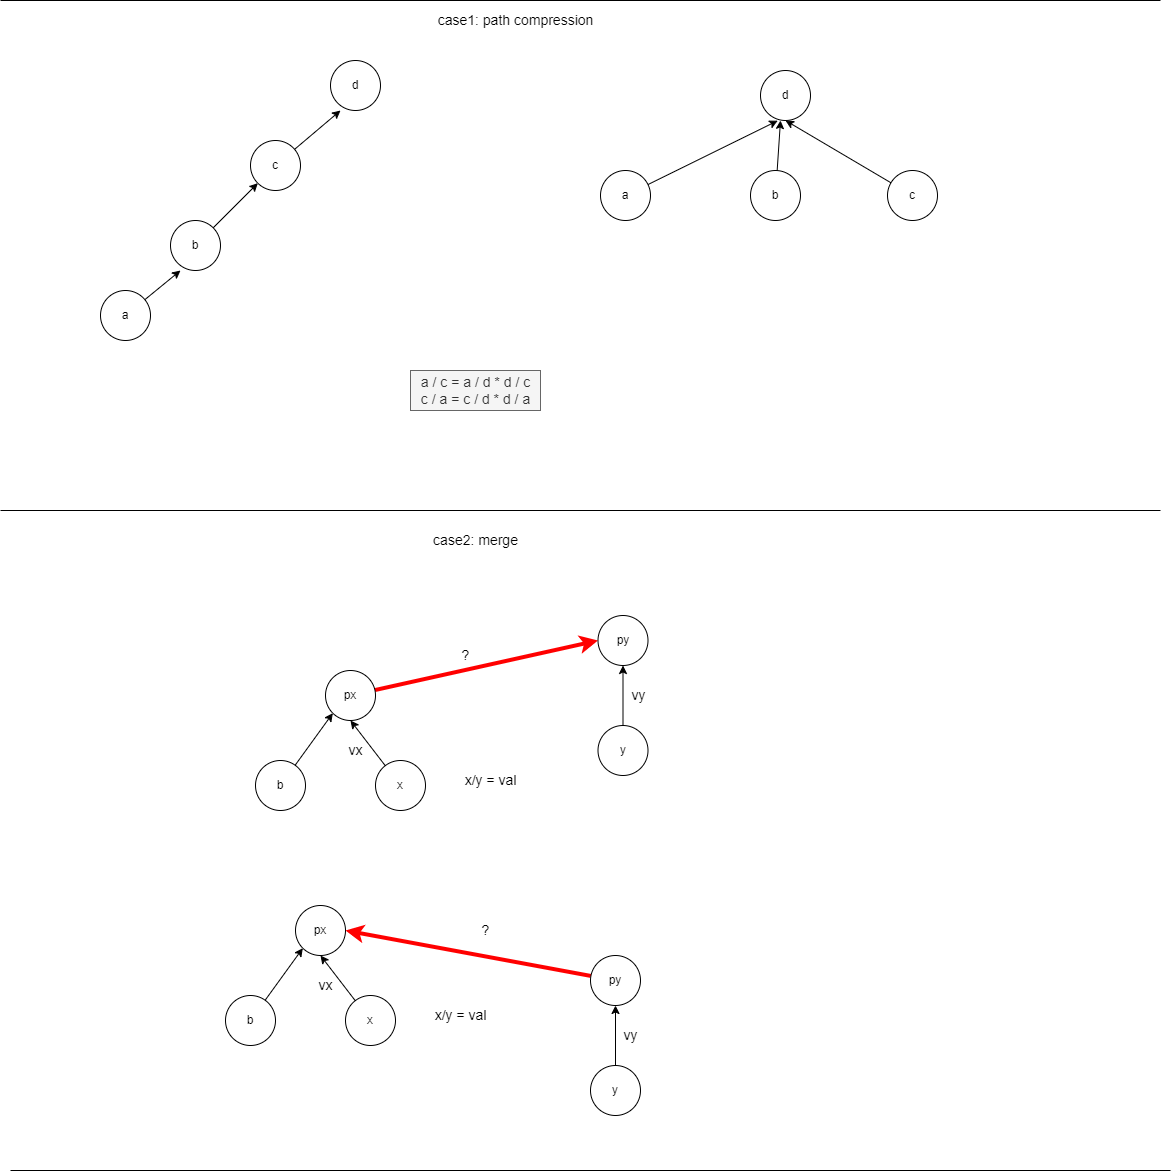 case1: path compression
d
d
c
a
b
c
b
a
a / c = a / d * d / c
c / a = c / d * d / a
case2: merge
py
?
px
vy
vx
y
b
x
x/y = val
px
?
py
vx
b
x
x/y = val
vy
y